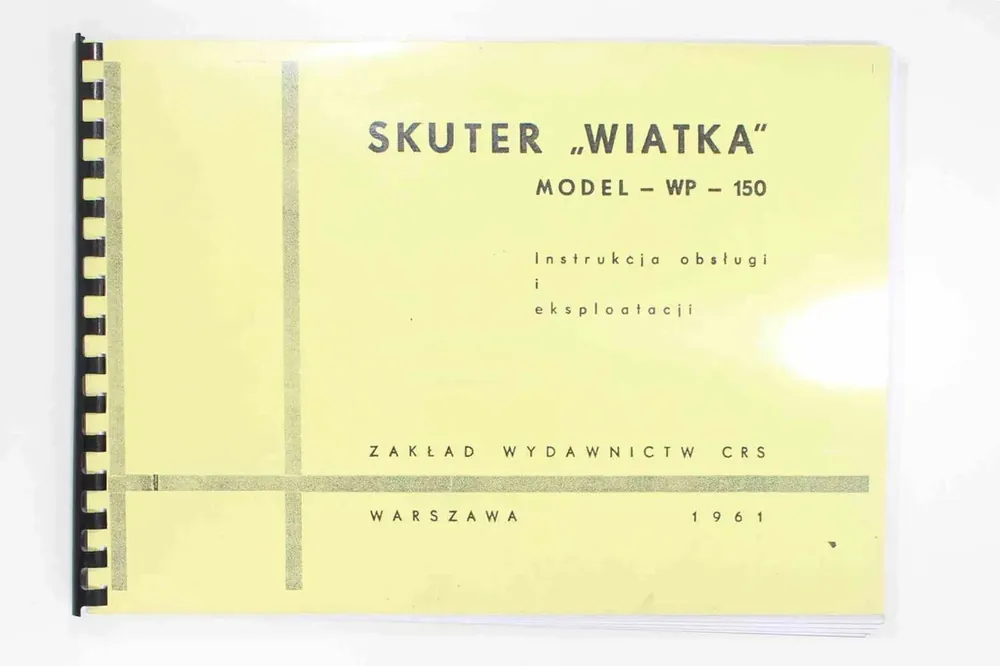 SKUTER „WIATKA”
MODEL – WP – 150
Instrukcja obsługi
i
eksploatacji
ZAKŁAD WYDAWNICTW CRS
WARSZAWA 1961